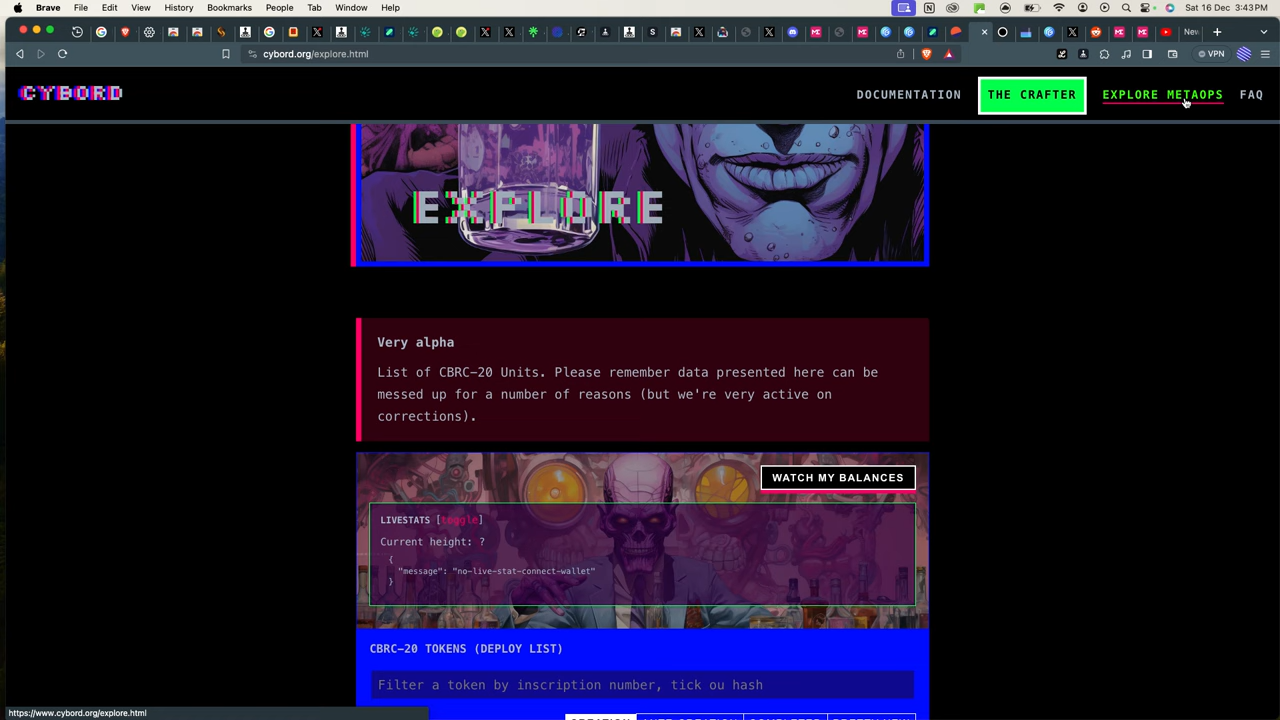 Brave File Edit View History Bookmarks People Tab Window Help Sat 16 Dec 3:43 PM
New
cybord.org/explore.html VPN
CYBORD DOCUMENTATION THE CRAFTER EXPLORE METAOPS FAQ
EXPLORE
Very alpha
List of CBRC-20 Units. Please remember data presented here can be
messed up for a number of reasons (but we're very active on
corrections).
WATCH MY BALANCES
LIVESTATS [toggle]
Current height: ?
{
"message": "no-live-stat-connect-wallet"
}
CBRC-20 TOKENS (DEPLOY LIST)
Filter a token by inscription number, tick ou hash
https://www.cybord.org/explore.html